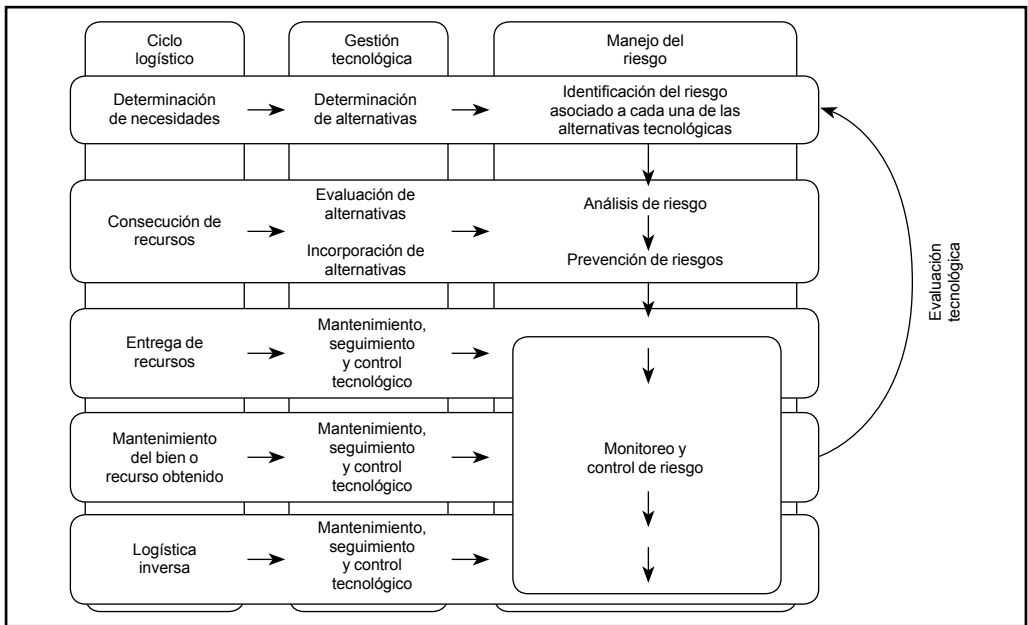 Ciclo
logístico
Gestión
tecnológica
Manejo del
riesgo
Determinación
de necesidades
Determinación
de alternativas
Identificación del riesgo
asociado a cada una de las
alternativas tecnológicas
Consecución de
recursos
Evaluación de
alternativas
Incorporación de
alternativas
Análisis de riesgo
Prevención de riesgos
Entrega de
recursos
Mantenimiento,
seguimiento
y control
tecnológico
Mantenimiento
del bien o
recurso obtenido
Mantenimiento,
seguimiento
y control
tecnológico
Monitoreo y
control de riesgo
Logística
inversa
Mantenimiento,
seguimiento
y control
tecnológico
Evaluación
tecnológica